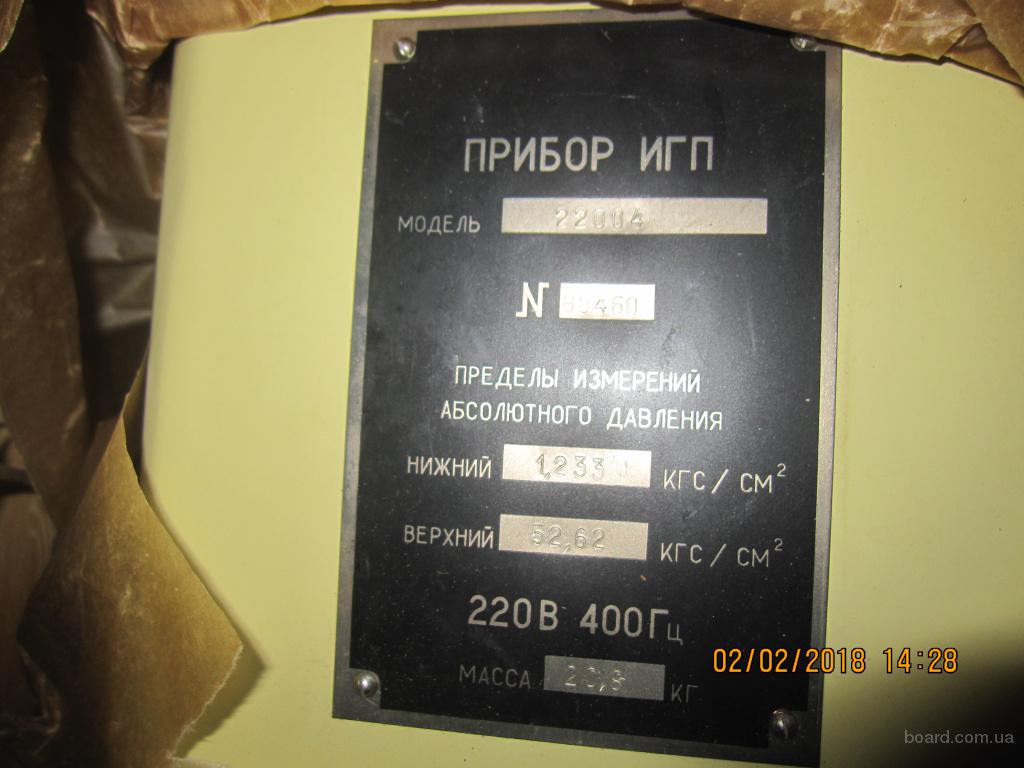 ПРИБОР ИГП
МОДЕЛЬ 22004
N
ПРЕДЕЛЫ ИЗМЕРЕНИЙ
АБСОЛЮТНОГО ДАВЛЕНИЯ
НИЖНИЙ 1,233 КГС/СМ²
ВЕРХНИЙ 52,62 КГС/СМ²
220В 400Гц
МАССА КГ
02/02/2018 14:28
board.com.ua